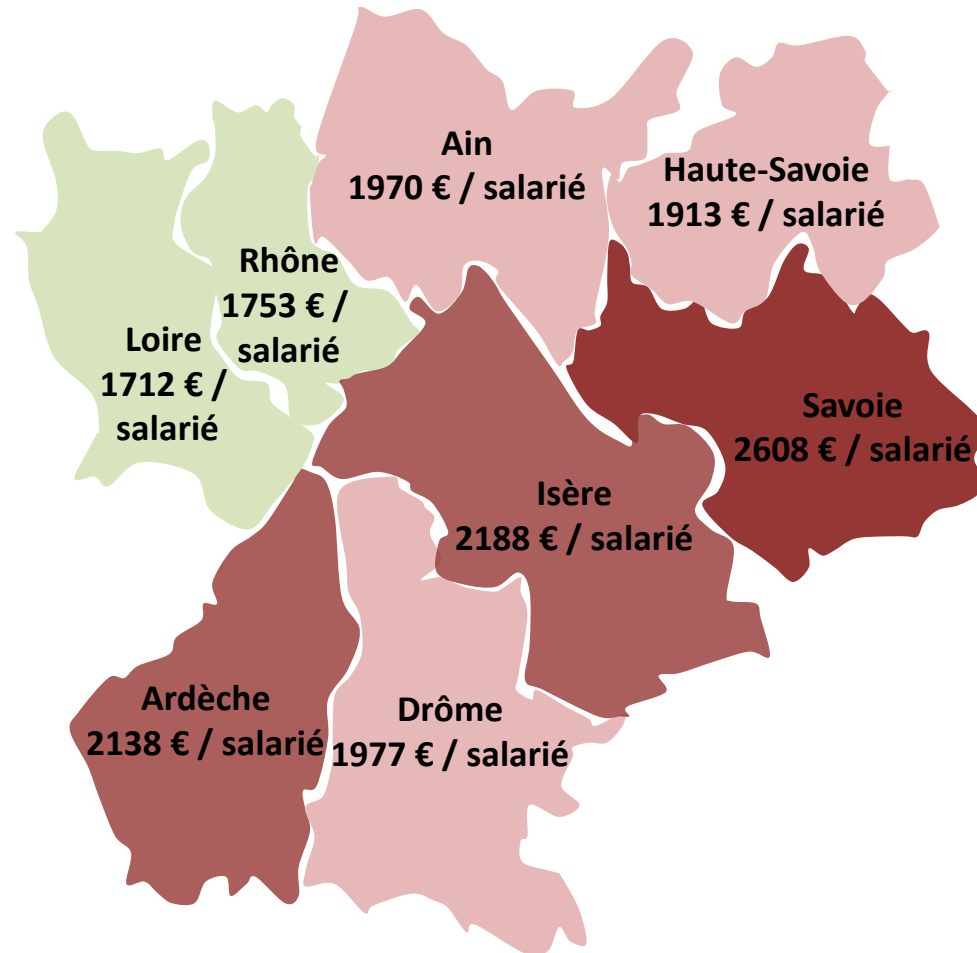 Ain
1970 € / salarié
Haute-Savoie
1913 € / salarié
Rhône
1753 € /
salarié
Loire
1712 € /
salarié
Savoie
2608 € / salarié
Isère
2188 € / salarié
Ardèche
2138 € / salarié
Drôme
1977 € / salarié